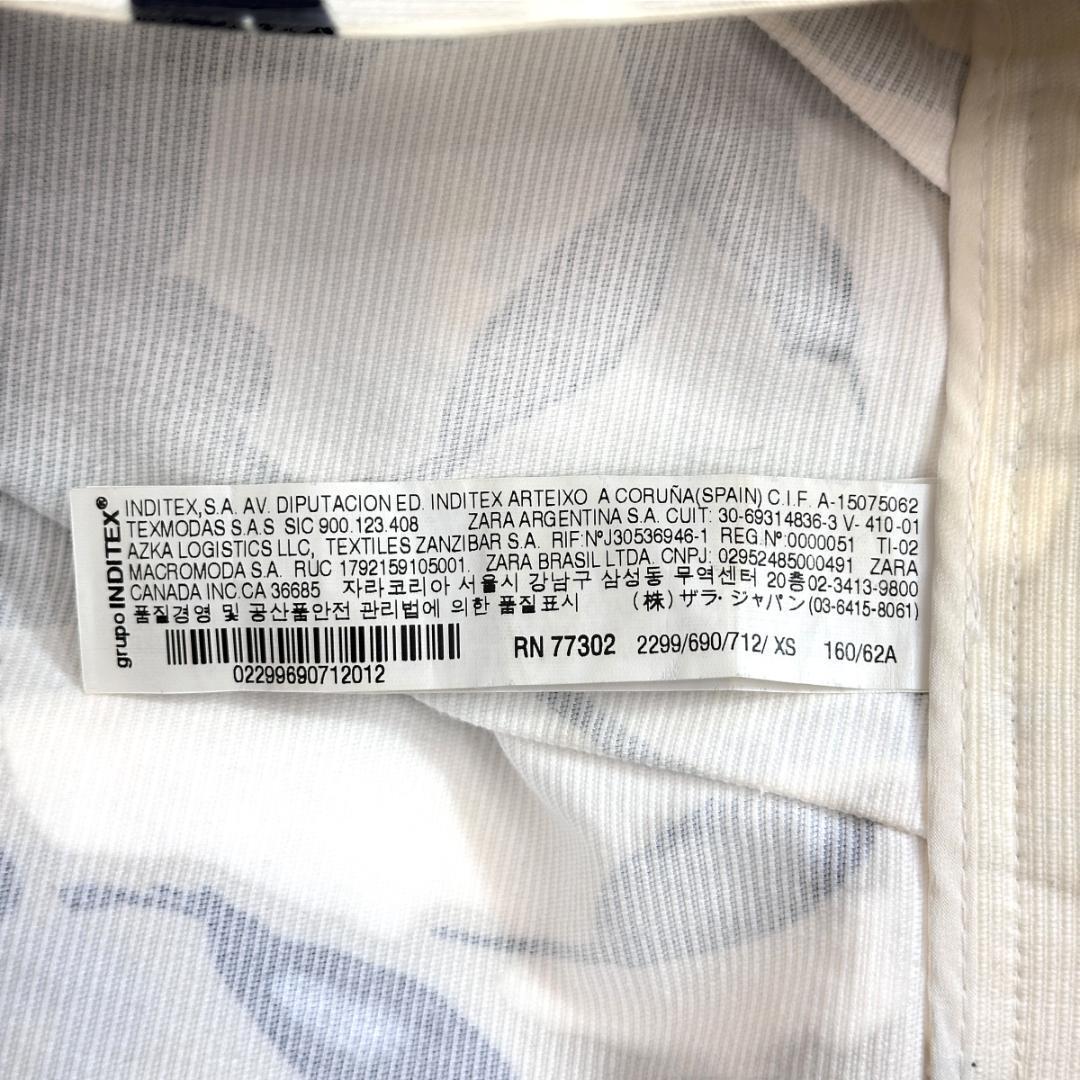 grupo INDITEX®
INDITEX,S.A. AV. DIPUTACION ED. INDITEX ARTEIXO A CORUÑA(SPAIN) C.I.F. A-15075062
TEXMODAS S.A.S SIC 900.123.408 ZARA ARGENTINA S.A. CUIT: 30-69314836-3 V- 410 -01
AZKA LOGISTICS LLC, TEXTILES ZANZIBAR S.A. RIF:NºJ30536946-1 REG.Nº:0000051 TI-02
MACROMODA S.A. RUC 1792159105001. ZARA BRASIL LTDA. CNPJ: 02952485000491 ZARA
CANADA INC.CA 36685 자라코리아 서울시 강남구 삼성동 무역센터 20층02-3413-9800
품질경영 및 공산품안전 관리법에 의한 품질표시 (株) ザラ・ジャパン (03-6415-8061)
RN 77302 2299/690/712/ XS 160/62A
02299690712012